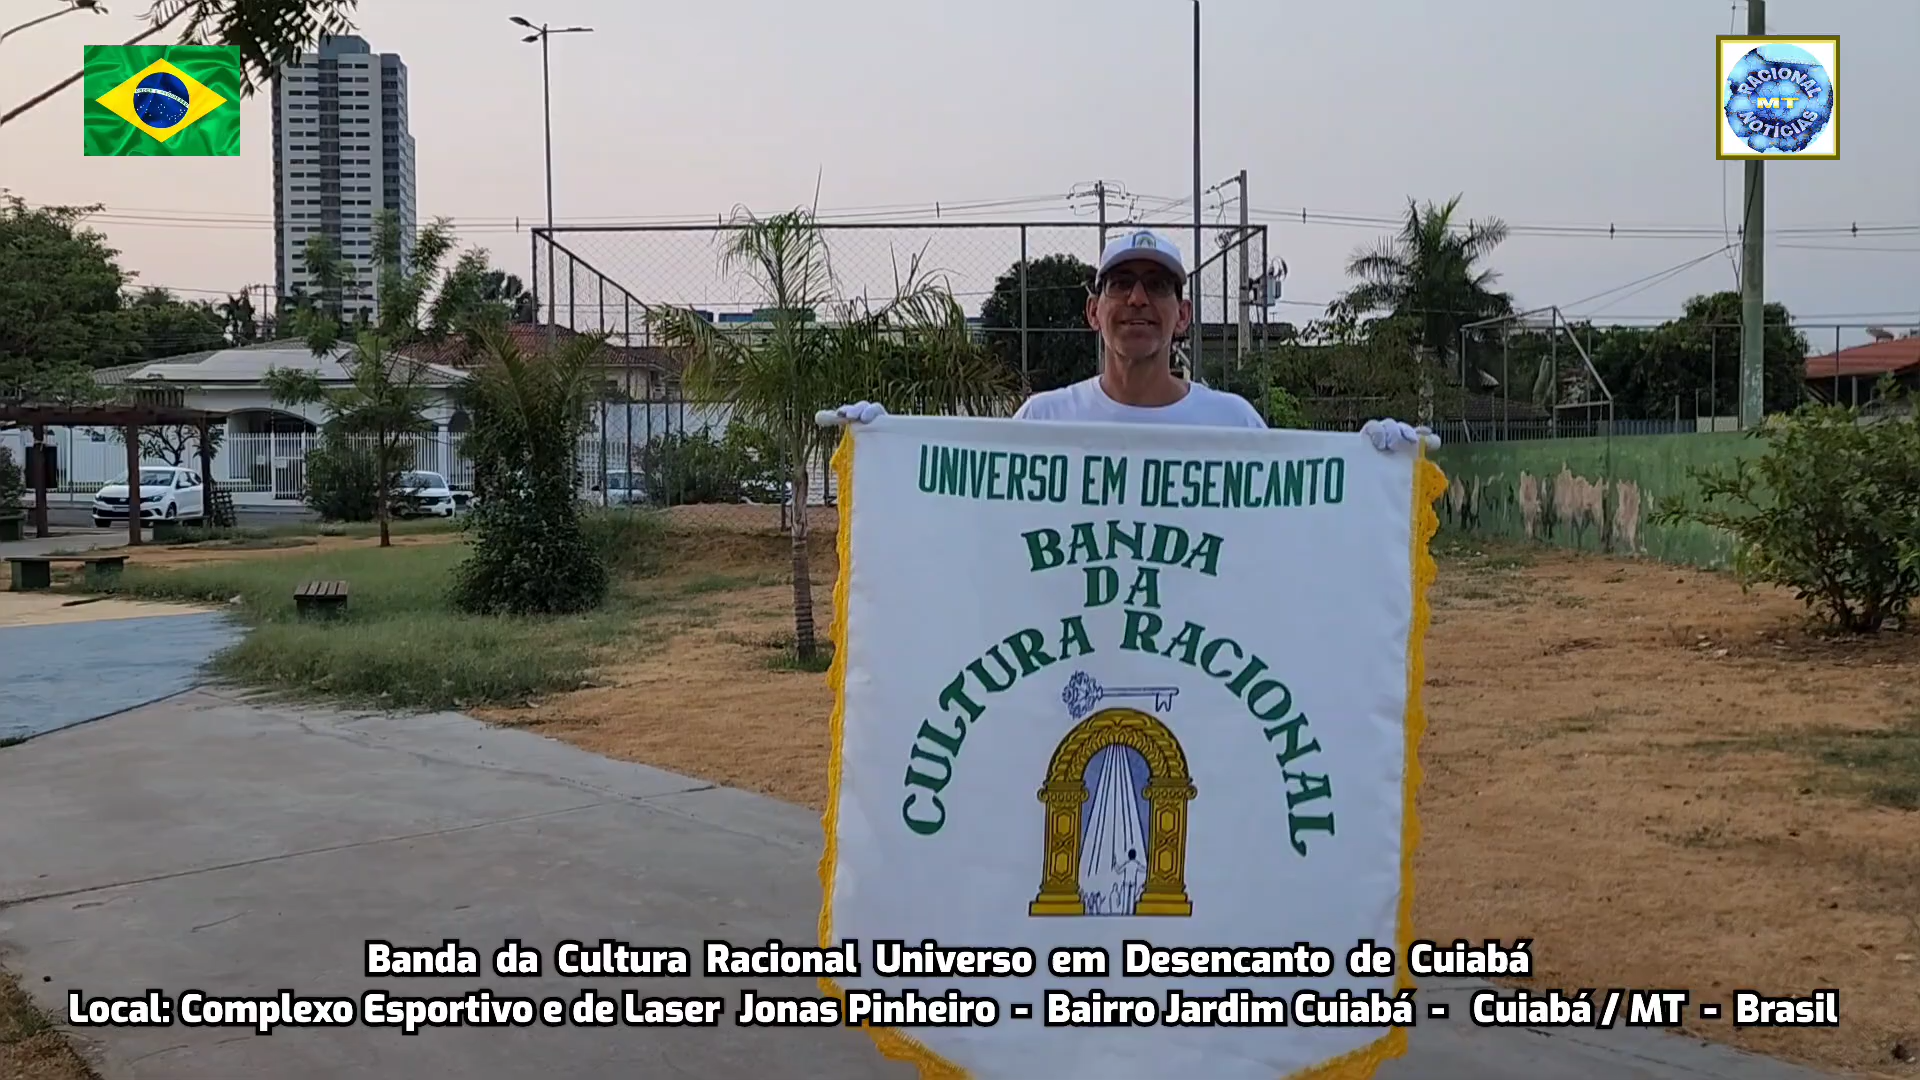 RACIONAL
MT
NOTÍCIAS
UNIVERSO EM DESENCANTO
BANDA
DA
CULTURA RACIONAL
Banda da Cultura Racional Universo em Desencanto de Cuiabá
Local: Complexo Esportivo e de Laser Jonas Pinheiro - Bairro Jardim Cuiabá - Cuiabá / MT - Brasil